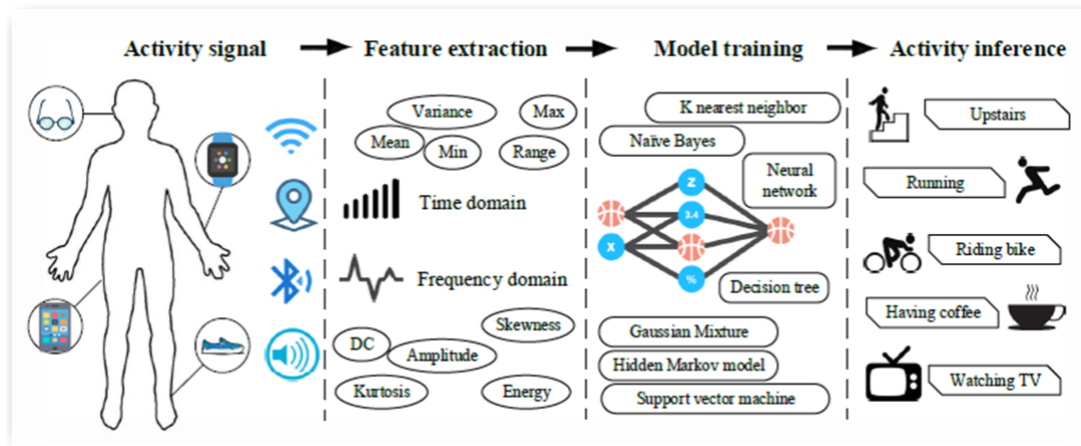 Activity signal
Feature extraction
Model training
Activity inference
Variance
Max
Mean
Min
Range
Time domain
Frequency domain
Skewness
DC
Amplitude
Kurtosis
Energy
K nearest neighbor
Naïve Bayes
Neural
network
Z
3.4
X
%
Decision tree
Gaussian Mixture
Hidden Markov model
Support vector machine
Upstairs
Running
Riding bike
Having coffee
Watching TV